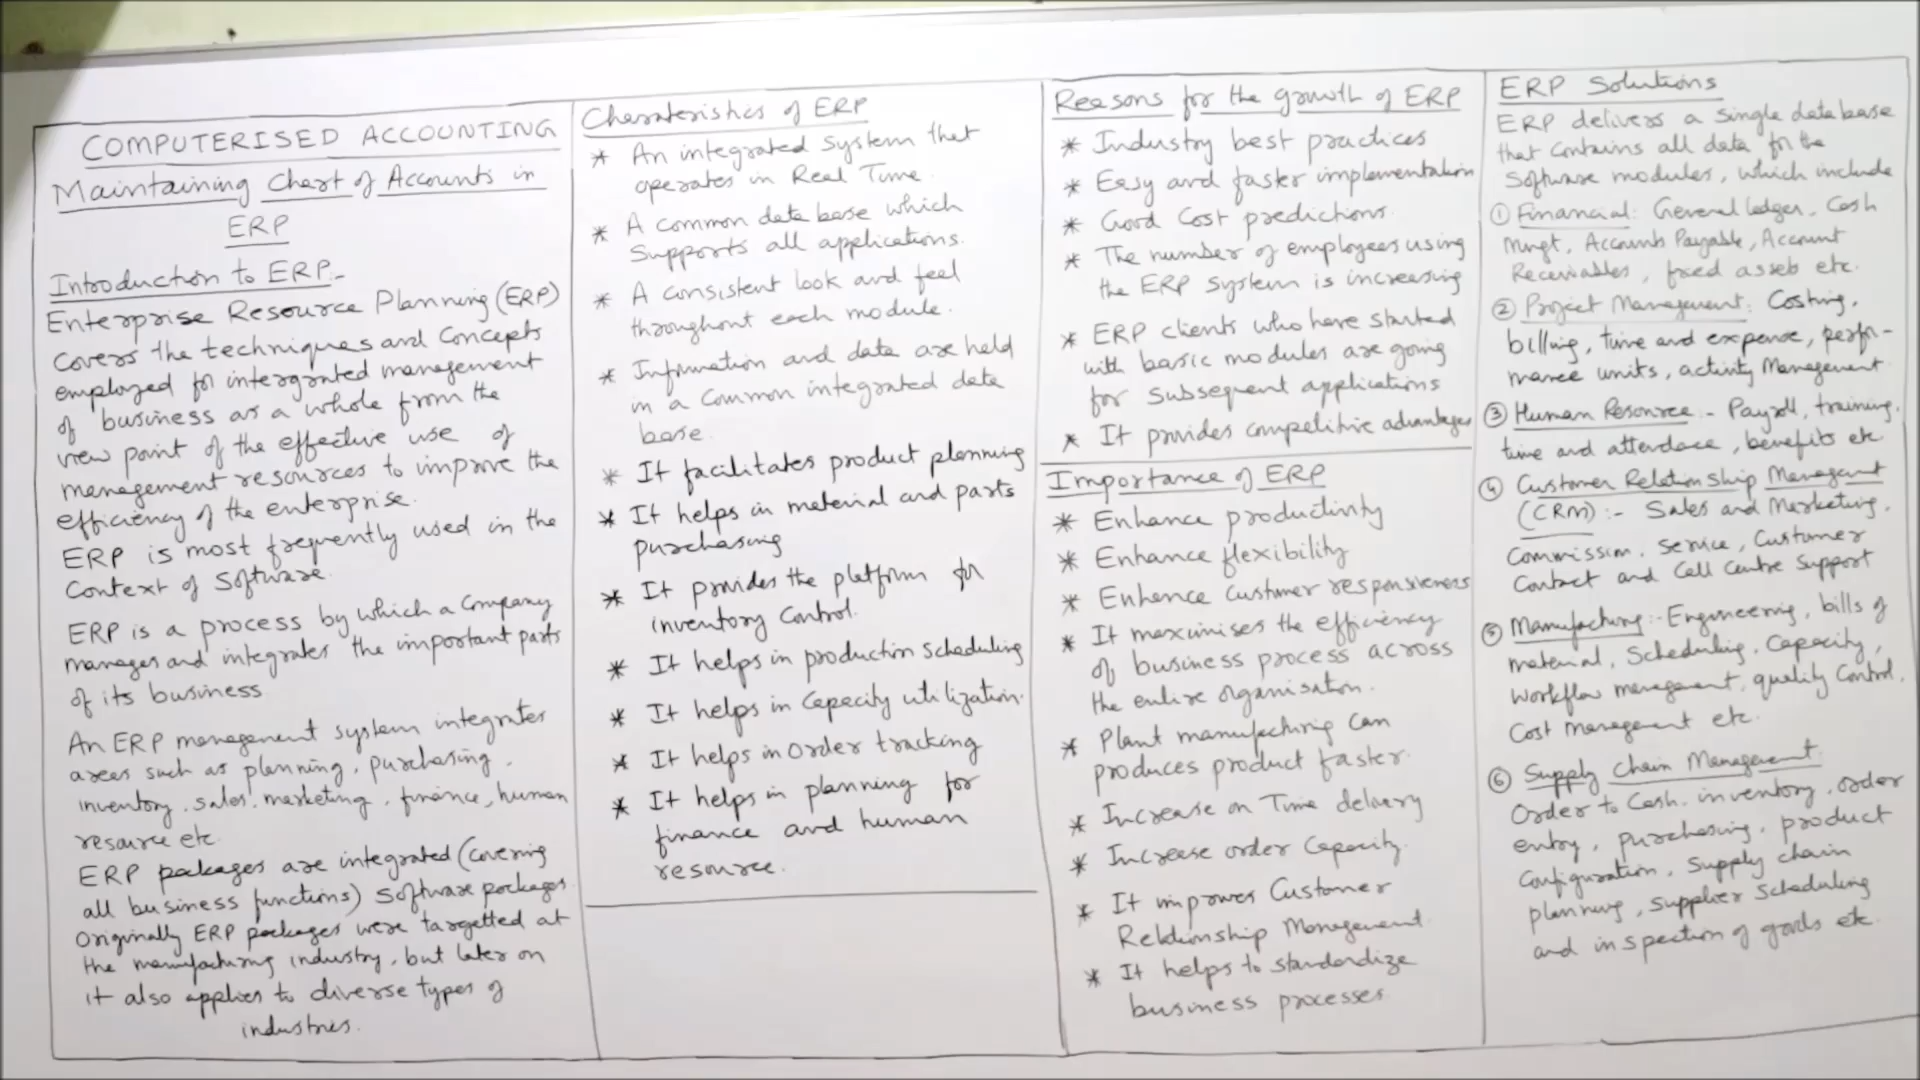 COMPUTERISED ACCOUNTING
Maintaining Chart of Accounts in
ERP
Introduction to ERP:-
Enterprise Resource Planning (ERP)
covers the techniques and concepts
employed for intergrated management
of business as a whole from the
view point of the effective use of
management resources to improve the
efficiency of the enterprise.
ERP is most frequently used in the
Context of Software.
ERP is a process by which a Company
manages and integrates the important parts
of its business
An ERP management system integrates
areas such as planning, purchasing,
inventory, sales, marketing, finance, human
resource etc.
ERP packages are integrated (covering
all business functions) Software packages
Originally ERP packages were targetted at
the manufacturing industry, but later on
it also applies to diverse types of
industries.
Charateristics of ERP
* An integrated System that
operates in Real Time.
* A common data base which
Supports all applications.
* A consistent look and feel
throughout each module.
* Information and data are held
in a Common integrated data
base.
* It facilitates product planning
* It helps in material and parts
purchasing
* It provides the platform for
inventory Control.
* It helps in production scheduling
* It helps in Capacity utilization.
* It helps in Order tracking
* It helps in planning for
finance and human
resource.
Reasons for the growth of ERP
* Industry best practices
* Easy and faster implementation
* Good Cost predictions.
* The number of employees using
the ERP System is increasing
* ERP clients who have started
with basic modules are going
for subsequent applications
* It provides competitive advantages
Importance of ERP
* Enhance productivity
* Enhance flexibility
* Enhance Customer responsiveness
* It maximises the efficiency
of business process across
the entire organisation.
* Plant manufacturing can
produces product faster.
* Increase on Time delivery
* Increase order Capacity.
* It improves Customer
Relationship Management
* It helps to standardize
business processes.
ERP Solutions
ERP delivers a single data base
that contains all data for the
Software modules, which include
① Financial: General ledger, Cash
Mngt, Accounts Payable, Account
Receivables, fixed assets etc.
② Project Management: Costing,
billing, time and expense, perfor-
mance units, activity Management
③ Human Resource:- Payroll, training,
time and attendace, benefits etc
④ Customer Relationship Management
(CRM):- Sales and Marketing,
Commission, Service, Customer
Contact and Call Centre Support
⑤ Manufacturing:- Engineering, bills of
material, Scheduling, Capacity,
Workflow management, quality Control,
Cost Management etc.
⑥ Supply Chain Management:
Order to Cash, inventory, order
entry, purchasing, product
Configuration, Supply chain
planning, supplier Scheduling
and inspection of goods etc.